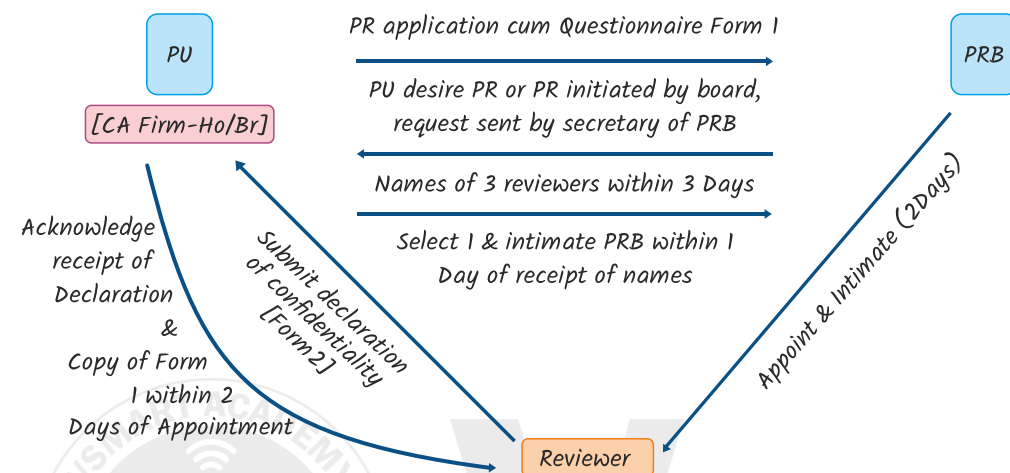 PU
[CA Firm-Ho/Br]
PR application cum Questionnaire Form 1
PU desire PR or PR initiated by board,
request sent by secretary of PRB
Names of 3 reviewers within 3 Days
Select 1 & intimate PRB within 1
Day of receipt of names
PRB
Acknowledge
receipt of
Declaration
&
Copy of Form
1 within 2
Days of Appointment
Submit declaration
of confidentiality
[Form2]
Appoint & Intimate (2Days)
Reviewer
SMART ACADEMY